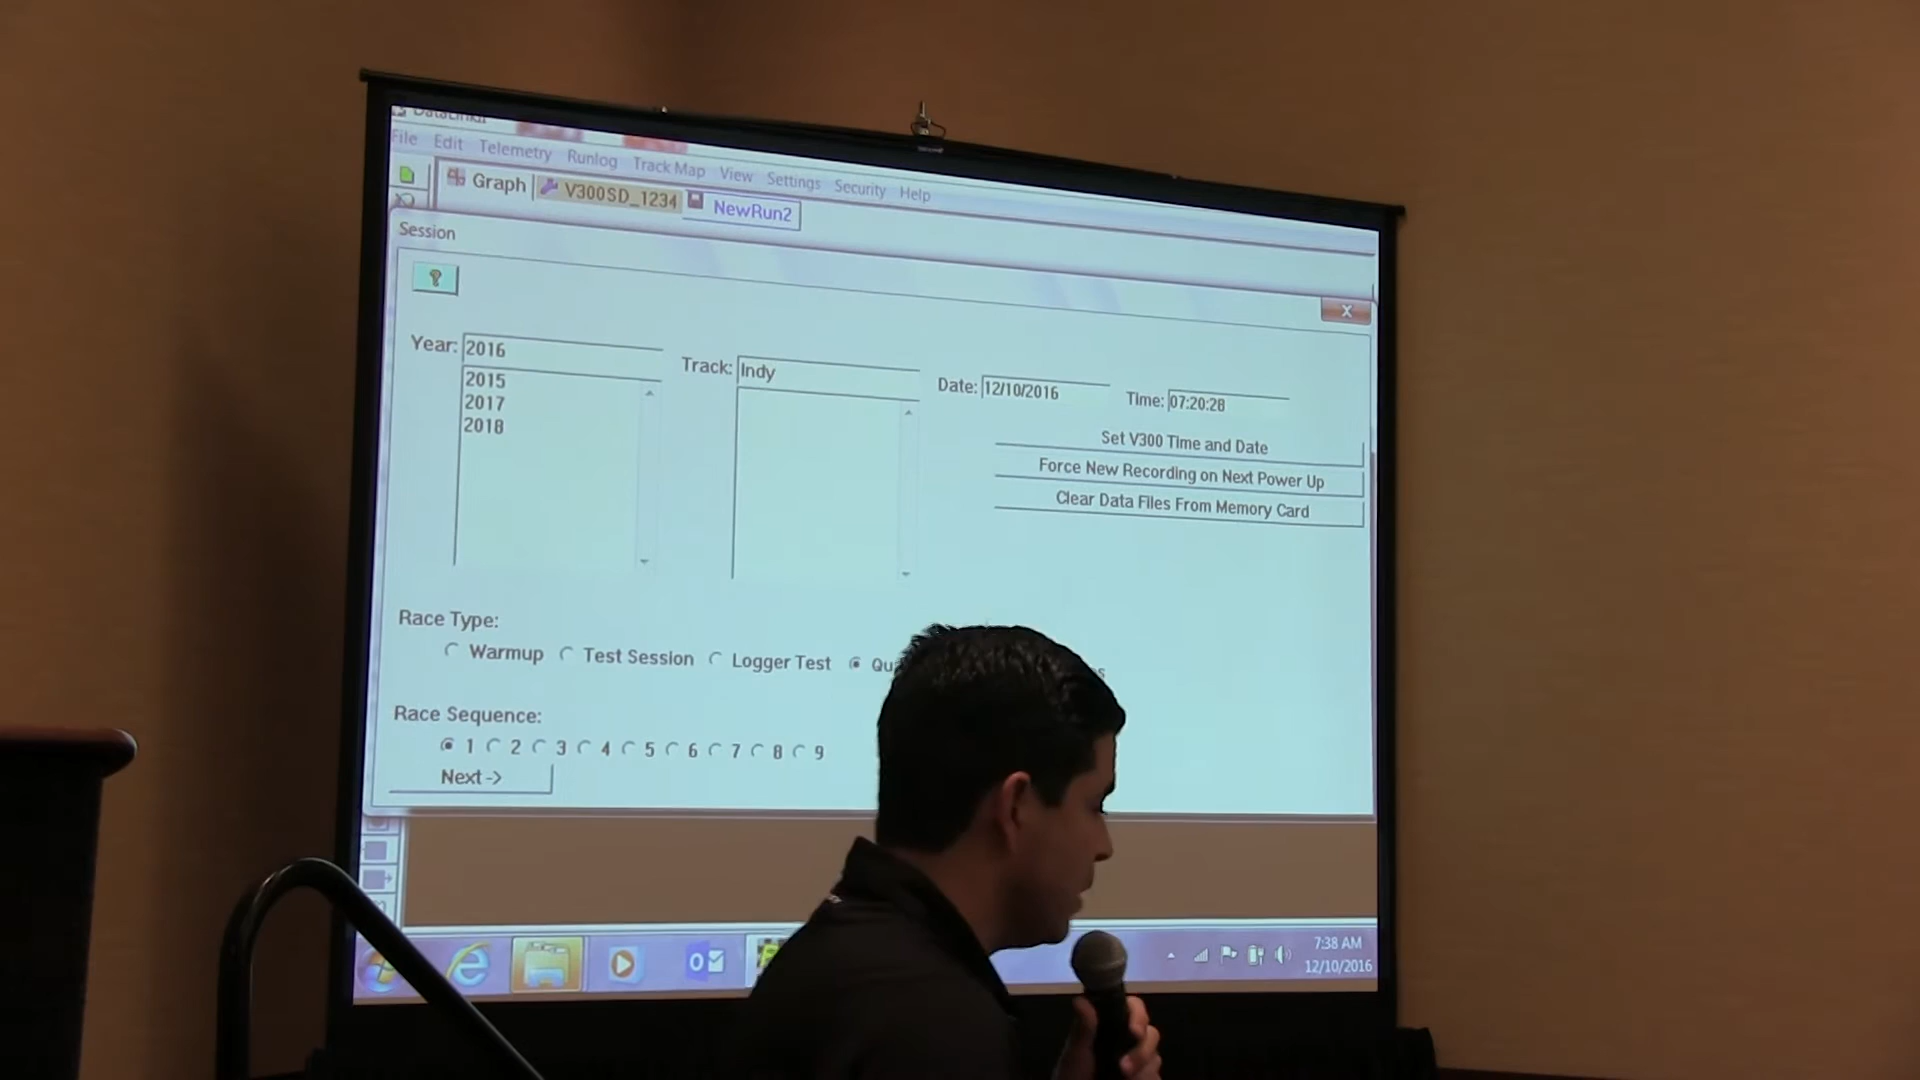 DataLink
File Edit Telemetry Runlog Track Map View Settings Security Help
Graph V300SD_1234 NewRun2
Session
?
X
Year: 2016
2015
2017
2018
Track: Indy
Date: 12/10/2016
Time: 07:20:28
Set V300 Time and Date
Force New Recording on Next Power Up
Clear Data Files From Memory Card
Race Type:
Warmup Test Session Logger Test Qua
Race Sequence:
1 2 3 4 5 6 7 8 9
Next ->
7:38 AM
12/10/2016